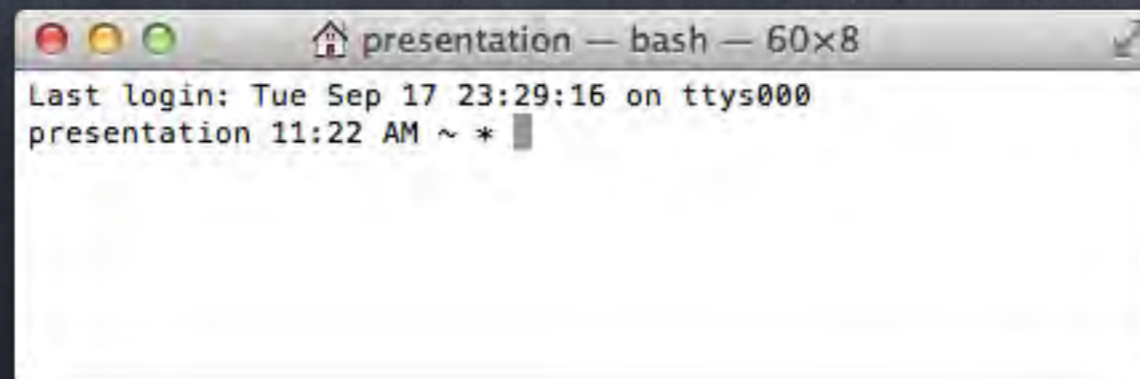 presentation — bash — 60×8
Last login: Tue Sep 17 23:29:16 on ttys000
presentation 11:22 AM ~ *